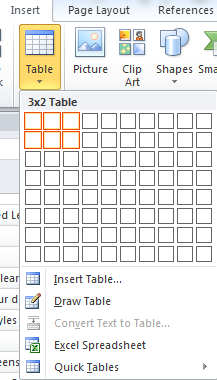 Insert Page Layout References
Table Picture Clip Art Shapes
3x2 Table
Insert Table...
Draw Table
Convert Text to Table...
Excel Spreadsheet
Quick Tables